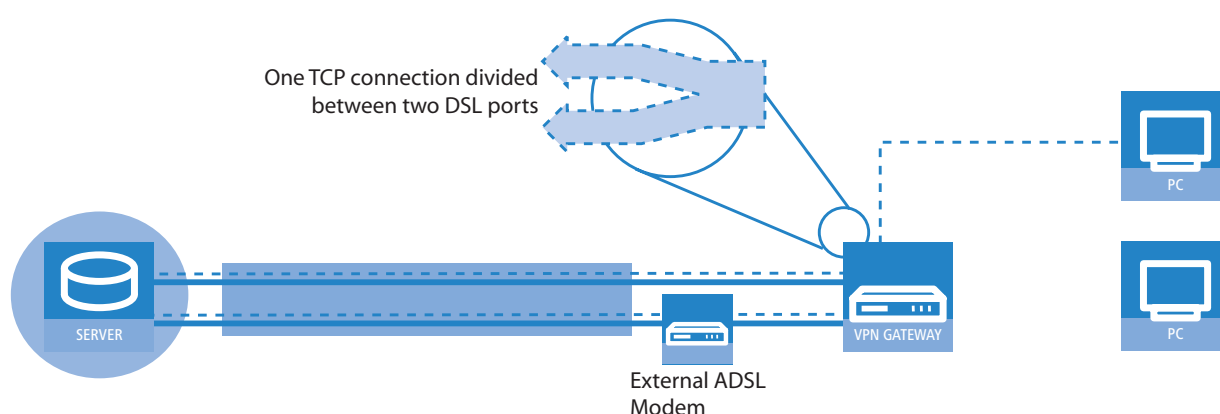 One TCP connection divided
between two DSL ports
PC
SERVER
VPN GATEWAY
PC
External ADSL
Modem